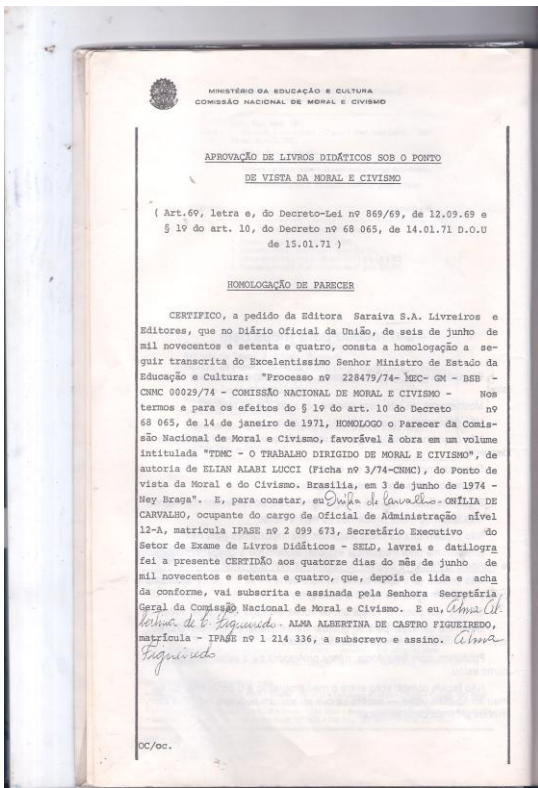 MINISTÉRIO DA EDUCAÇÃO E CULTURA
COMISSÃO NACIONAL DE MORAL E CIVISMO
APROVAÇÃO DE LIVROS DIDÁTICOS SOB O PONTO
DE VISTA DA MORAL E CIVISMO
( Art.6º, letra e, do Decreto-Lei nº 869/69, de 12.09.69 e
§ 1º do art. 10, do Decreto nº 68 065, de 14.01.71 D.O.U
de 15.01.71 )
HOMOLOGAÇÃO DE PARECER
CERTIFICO, a pedido da Editora Saraiva S.A. Livreiros e
Editores, que no Diário Oficial da União, de seis de junho de
mil novecentos e setenta e quatro, consta a homologação a se-
guir transcrita do Excelentíssimo Senhor Ministro de Estado da
Educação e Cultura: "Processo nº 228479/74- MEC- GM - BSB -
CNMC 00029/74 - COMISSÃO NACIONAL DE MORAL E CIVISMO - Nos
termos e para os efeitos do § 1º do art. 10 do Decreto nº
68 065, de 14 de janeiro de 1971, HOMOLOGO o Parecer da Comis-
são Nacional de Moral e Civismo, favorável à obra em um volume
intitulada "TDMC - O TRABALHO DIRIGIDO DE MORAL E CIVISMO", de
autoria de ELIAN ALABI LUCCI (Ficha nº 3/74-CNMC), do Ponto de
vista da Moral e do Civismo. Brasília, em 3 de junho de 1974 -
Ney Braga". E, para constar, eu Onília de Carvalho - ONÍLIA DE
CARVALHO, ocupante do cargo de Oficial de Administração nível
12-A, matrícula IPASE nº 2 099 673, Secretário Executivo do
Setor de Exame de Livros Didáticos - SELD, lavrei e datilogra
fei a presente CERTIDÃO aos quatorze dias do mês de junho de
mil novecentos e setenta e quatro, que, depois de lida e acha
da conforme, vai subscrita e assinada pela Senhora Secretária
Geral da Comissão Nacional de Moral e Civismo. E eu, Alma Al-
bertina de C. Figueiredo - ALMA ALBERTINA DE CASTRO FIGUEIREDO,
matrícula - IPASE nº 1 214 336, a subscrevo e assino. Alma
Figueiredo
OC/oc.